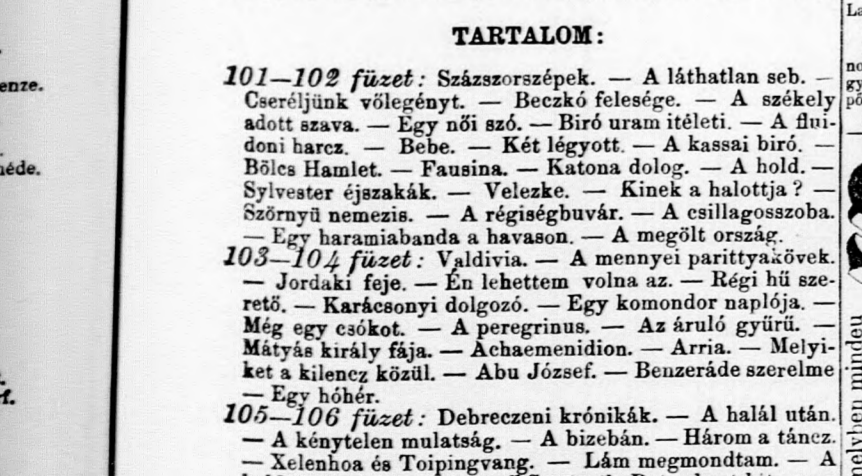 TARTALOM:
101—102 füzet: Százszorszépek. — A láthatlan seb. —
Cseréljünk vőlegényt. — Beczkó felesége. — A székely
adott szava. — Egy női szó. — Biró uram itéleti. — A flui-
doni harcz. — Bebe. — Két légyott. — A kassai biró. —
Bölcs Hamlet. — Fausina. — Katona dolog. — A hold. —
Sylvester éjszakák. — Velezke. — Kinek a halottja? —
Szörnyü nemezis. — A régiségbuvár. — A csillagosszoba.
— Egy haramiabanda a havason. — A megölt ország.
103—104 füzet: Valdivia. — A mennyei parittyakövek.
— Jordaki feje. — Én lehettem volna az. — Régi hű sze-
rető. — Karácsonyi dolgozó. — Egy komondor naplója. —
Még egy csókot. — A peregrinus. — Az áruló gyűrű. —
Mátyás király fája. — Achaemenidion. — Arria. — Melyi-
ket a kilencz közül. — Abu József. — Benzeráde szerelme
— Egy hóhér.
105—106 füzet: Debreczeni krónikák. — A halál után.
— A kénytelen mulatság. — A bizebán. — Három a táncz.
— Xelenhoa és Toipingvang. — Lám megmondtam. — A
enze.
néde.
minden